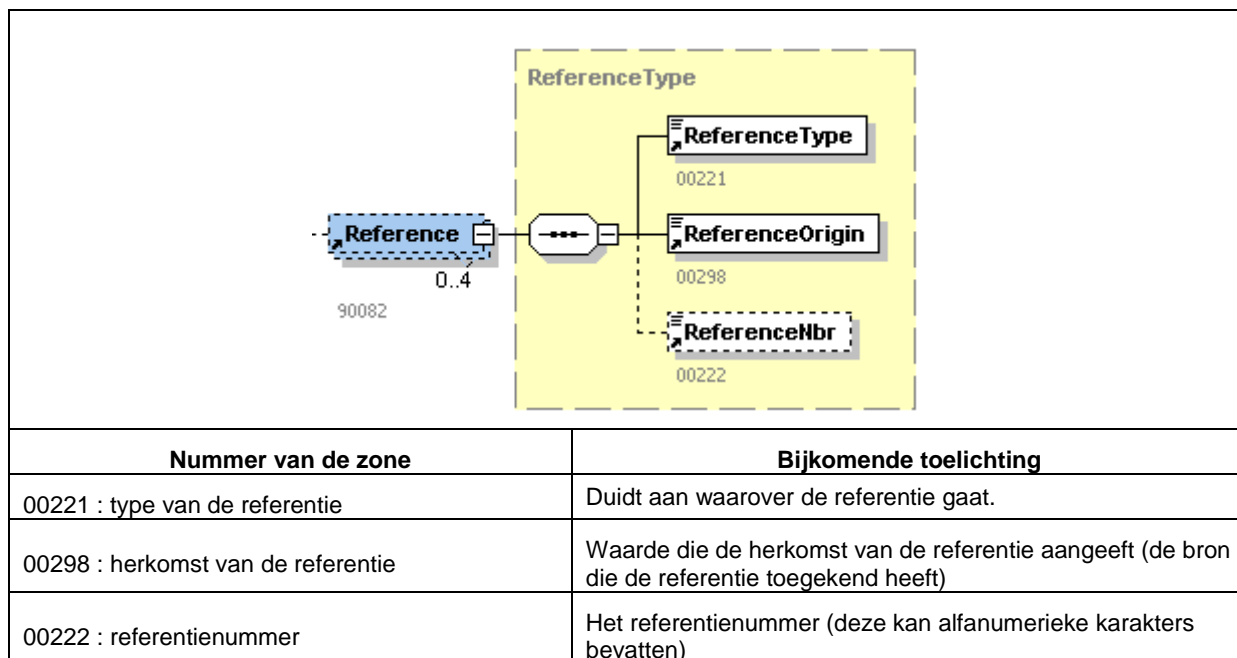 ReferenceType
ReferenceType
00221
Reference
0..4
90082
ReferenceOrigin
00298
ReferenceNbr
00222
Nummer van de zone
Bijkomende toelichting
00221 : type van de referentie
Duidt aan waarover de referentie gaat.
00298 : herkomst van de referentie
Waarde die de herkomst van de referentie aangeeft (de bron
die de referentie toegekend heeft)
00222 : referentienummer
Het referentienummer (deze kan alfanumerieke karakters
bevatten)